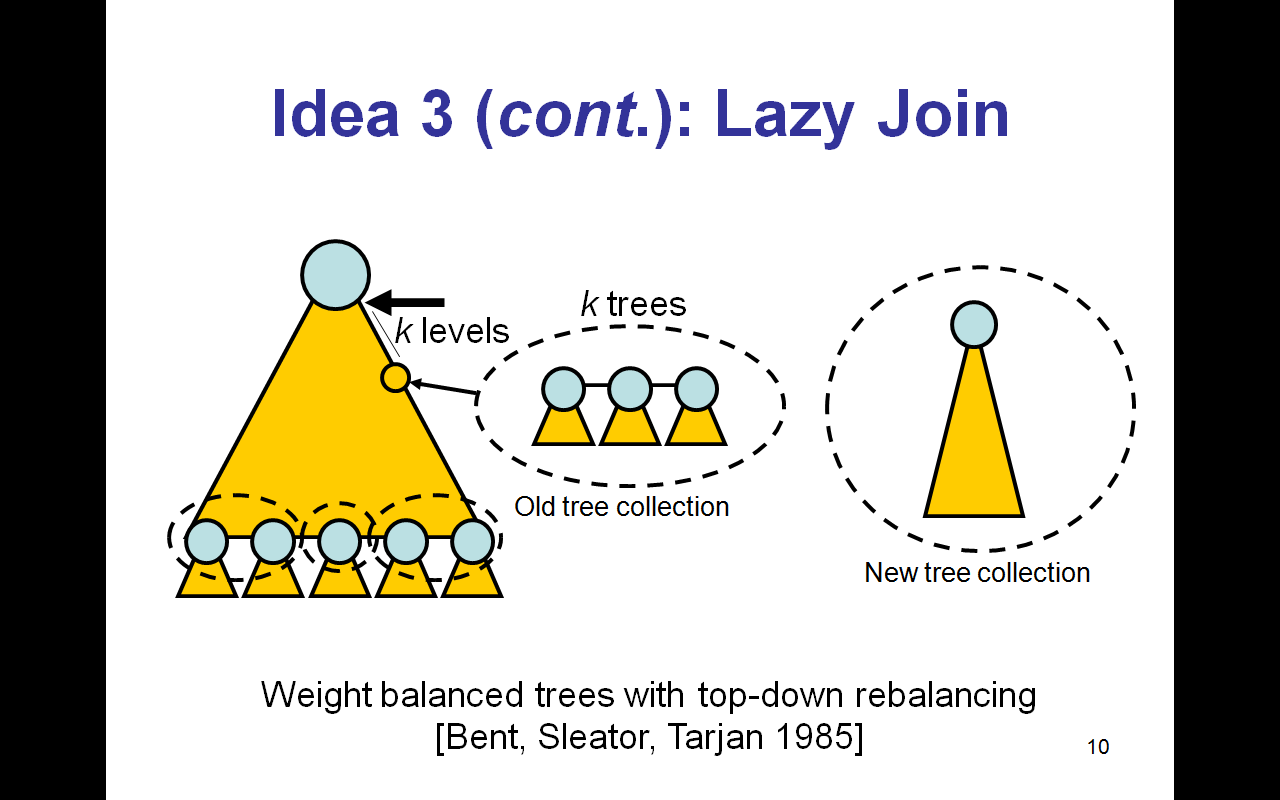 Idea 3 (cont.): Lazy Join
k trees
k levels
Old tree collection
New tree collection
Weight balanced trees with top-down rebalancing
[Bent, Sleator, Tarjan 1985]
10